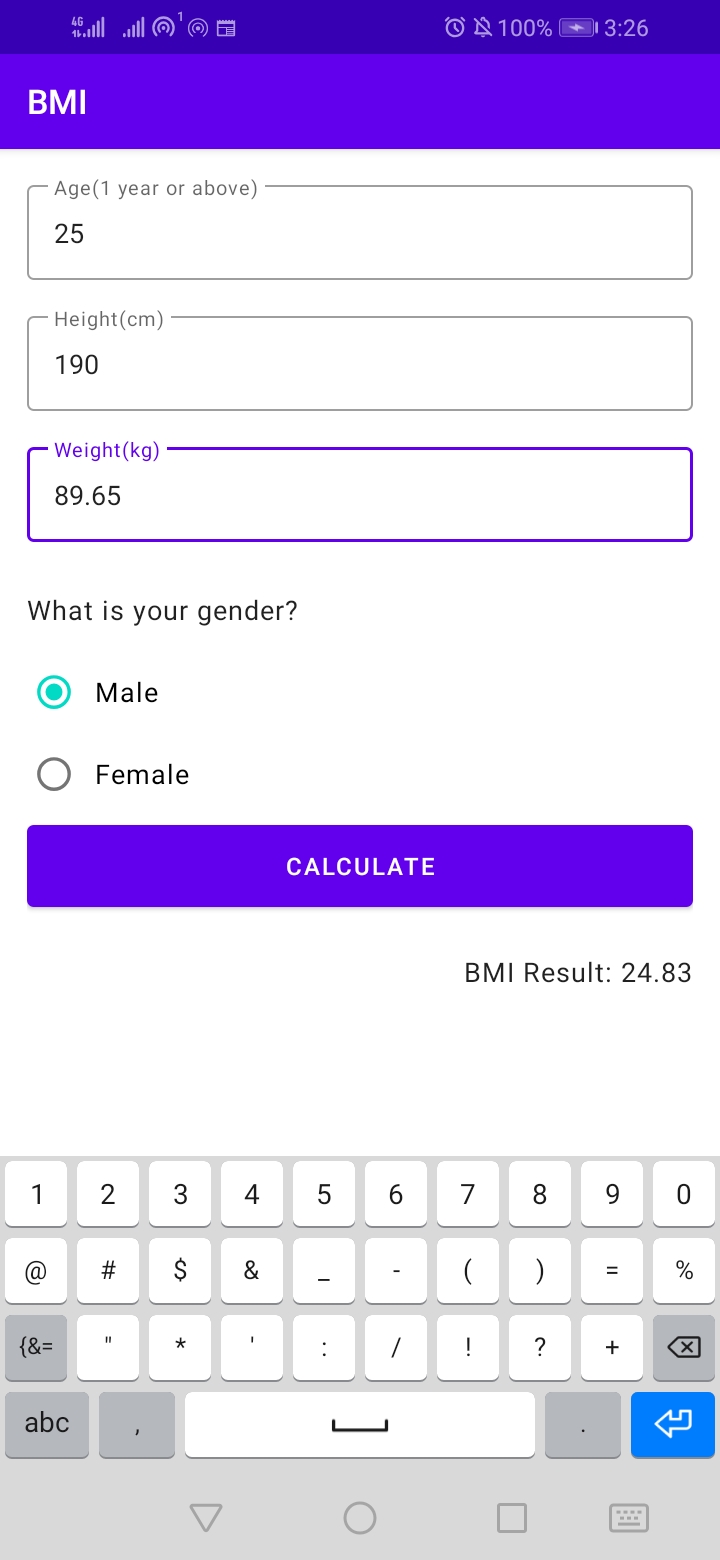 4G 1 100% 3:26
BMI
Age(1 year or above)
25
Height(cm)
190
Weight(kg)
89.65
What is your gender?
Male
Female
CALCULATE
BMI Result: 24.83
1 2 3 4 5 6 7 8 9 0
@ # $ & _ - ( ) = %
{&= " * ' : / ! ? +
abc , .